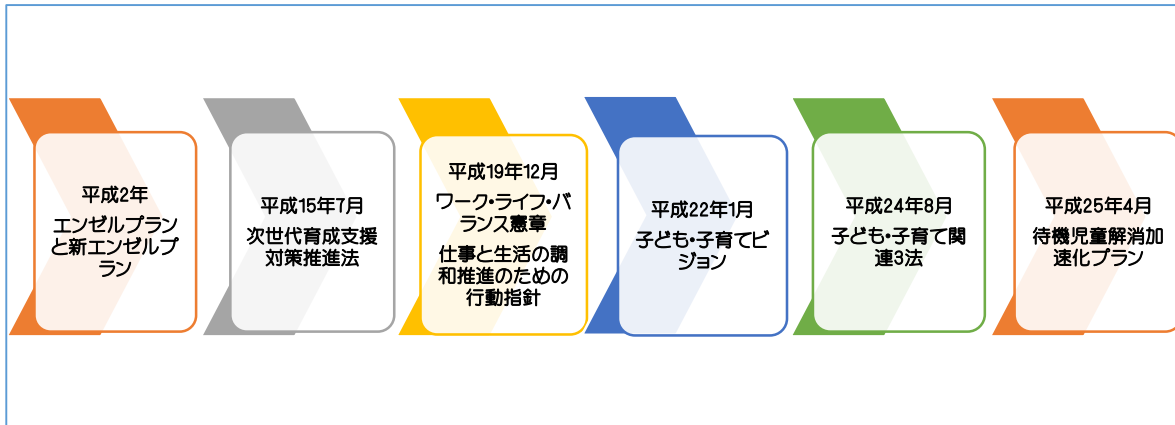 平成2年
エンゼルプラン
と新エンゼルプ
ラン
平成15年7月
次世代育成支援
対策推進法
平成19年12月
ワーク・ライフ・バ
ランス憲章
仕事と生活の調
和推進のための
行動指針
平成22年1月
子ども・子育てビ
ジョン
平成24年8月
子ども・子育て関
連3法
平成25年4月
待機児童解消加
速化プラン